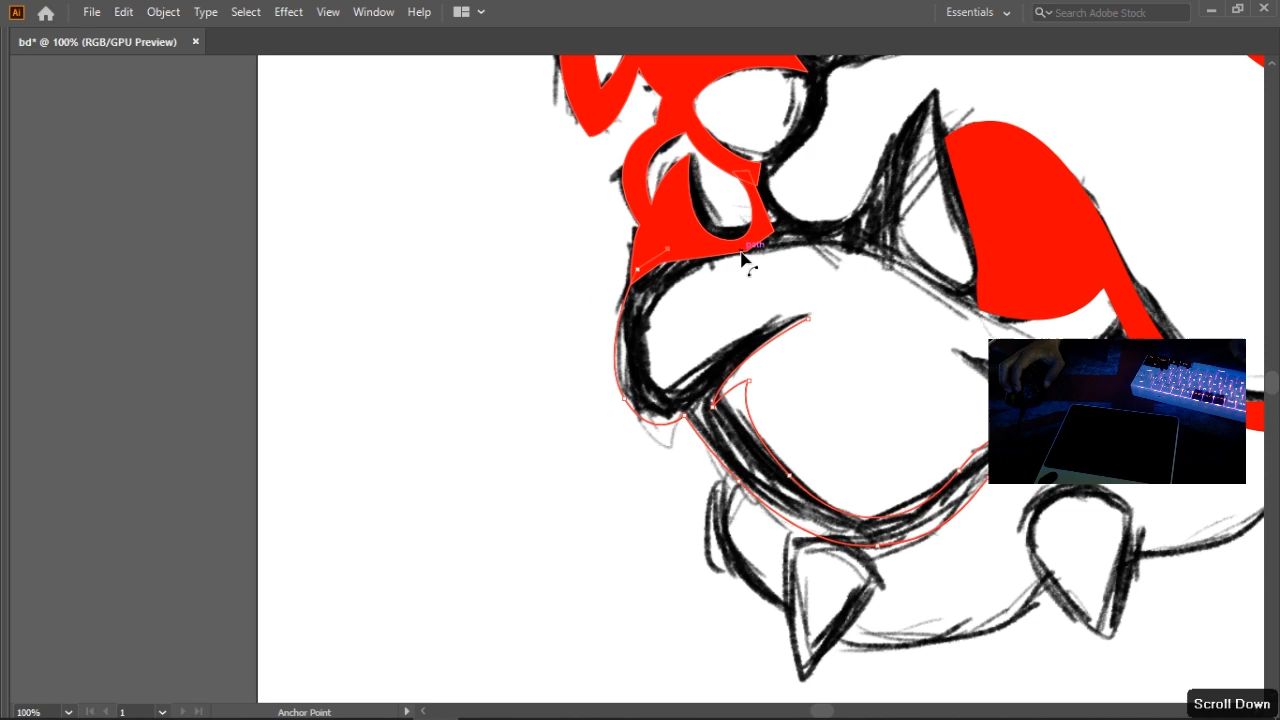 Ai File Edit Object Type Select Effect View Window Help Essentials Search Adobe Stock
bd* @ 100% (RGB/GPU Preview) ×
path
100% 1 Anchor Point
Scroll Down